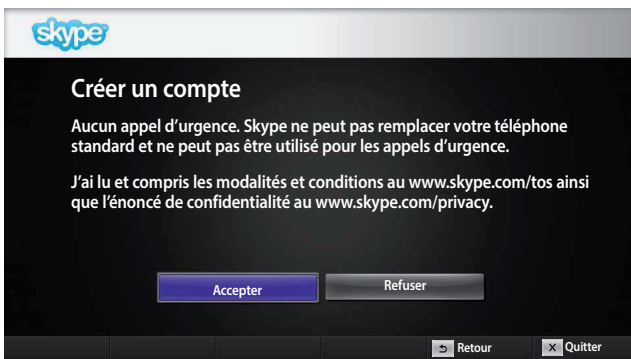 skype
Créer un compte
Aucun appel d'urgence. Skype ne peut pas remplacer votre téléphone
standard et ne peut pas être utilisé pour les appels d'urgence.
J'ai lu et compris les modalités et conditions au www.skype.com/tos ainsi
que l'énoncé de confidentialité au www.skype.com/privacy.
Accepter
Refuser
Retour
X Quitter